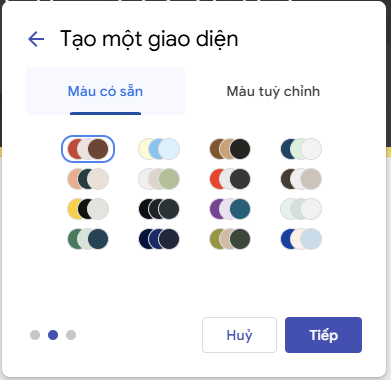 Tạo một giao diện
Màu có sẵn
Màu tuỳ chỉnh
Huỷ
Tiếp